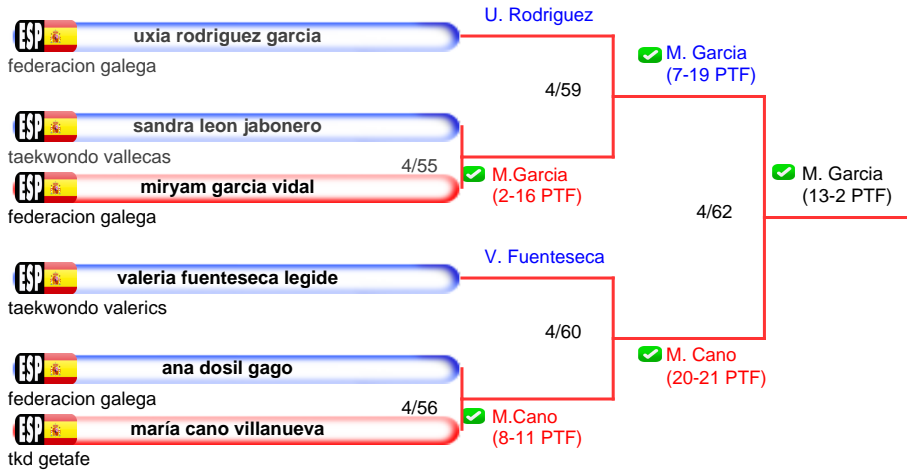 ESP uxia rodriguez garcia
federacion galega
U. Rodriguez
4/59
M. Garcia
(7-19 PTF)
ESP sandra leon jabonero
taekwondo vallecas
4/55
ESP miryam garcia vidal
federacion galega
M.Garcia
(2-16 PTF)
4/62
M. Garcia
(13-2 PTF)
ESP valeria fuenteseca legide
taekwondo valerics
V. Fuenteseca
4/60
M. Cano
(20-21 PTF)
ESP ana dosil gago
federacion galega
4/56
ESP maría cano villanueva
tkd getafe
M.Cano
(8-11 PTF)